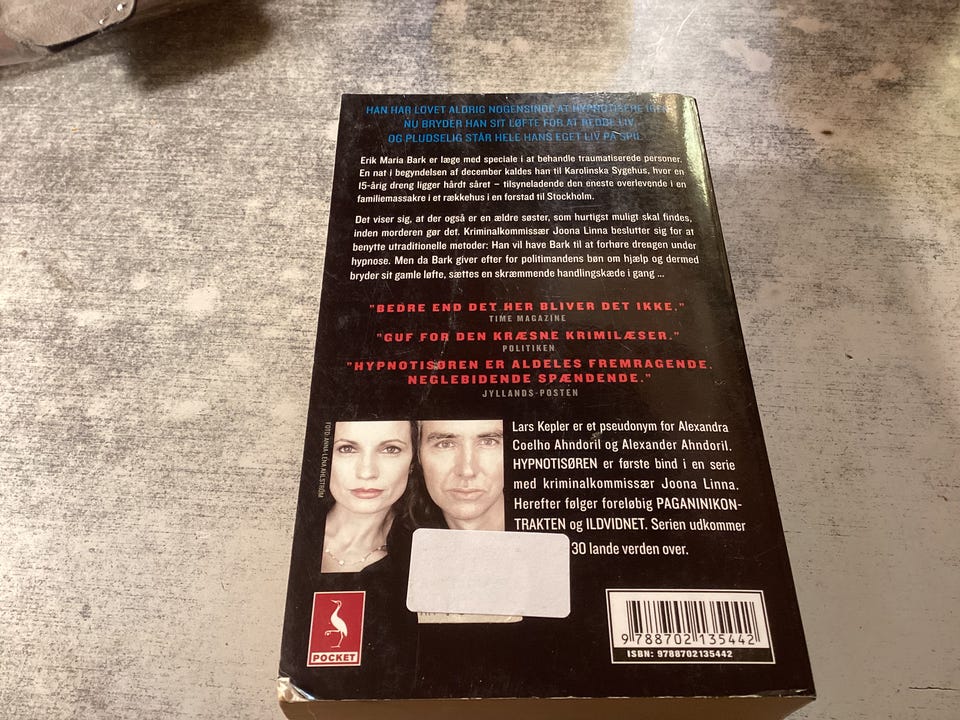 HAN HAR LOVET ALDRIG NOGENSINDE AT HYPNOTISERE IGEN.
NU BRYDER HAN SIT LØFTE FOR AT REDDE LIV,
OG PLUDSELIG STÅR HELE HANS EGET LIV PÅ SPIL.
Erik Maria Bark er læge med speciale i at behandle traumatiserede personer.
En nat i begyndelsen af december kaldes han til Karolinska Sygehus, hvor en
15-årig dreng ligger hårdt såret – tilsyneladende den eneste overlevende i en
familiemassakre i et rækkehus i en forstad til Stockholm.
Det viser sig, at der også er en ældre søster, som hurtigst muligt skal findes,
inden morderen gør det. Kriminalkommissær Joona Linna beslutter sig for at
benytte utraditionelle metoder: Han vil have Bark til at forhøre drengen under
hypnose. Men da Bark giver efter for politimandens bøn om hjælp og dermed
bryder sit gamle løfte, sættes en skræmmende handlingskæde i gang ...
"BEDRE END DET HER BLIVER DET IKKE."
TIME MAGAZINE
"GUF FOR DEN KRÆSNE KRIMILÆSER."
POLITIKEN
"HYPNOTISØREN ER ALDELES FREMRAGENDE.
NEGLEBIDENDE SPÆNDENDE."
JYLLANDS-POSTEN
FOTO ANNA-LENA AHLSTRØM
Lars Kepler er et pseudonym for Alexandra
Coelho Ahndoril og Alexander Ahndoril.
HYPNOTISØREN er første bind i en serie
med kriminalkommissær Joona Linna.
Herefter følger foreløbig PAGANINIKON-
TRAKTEN og ILDVIDNET. Serien udkommer
30 lande verden over.
POCKET
9 788702 135442
ISBN: 9788702135442